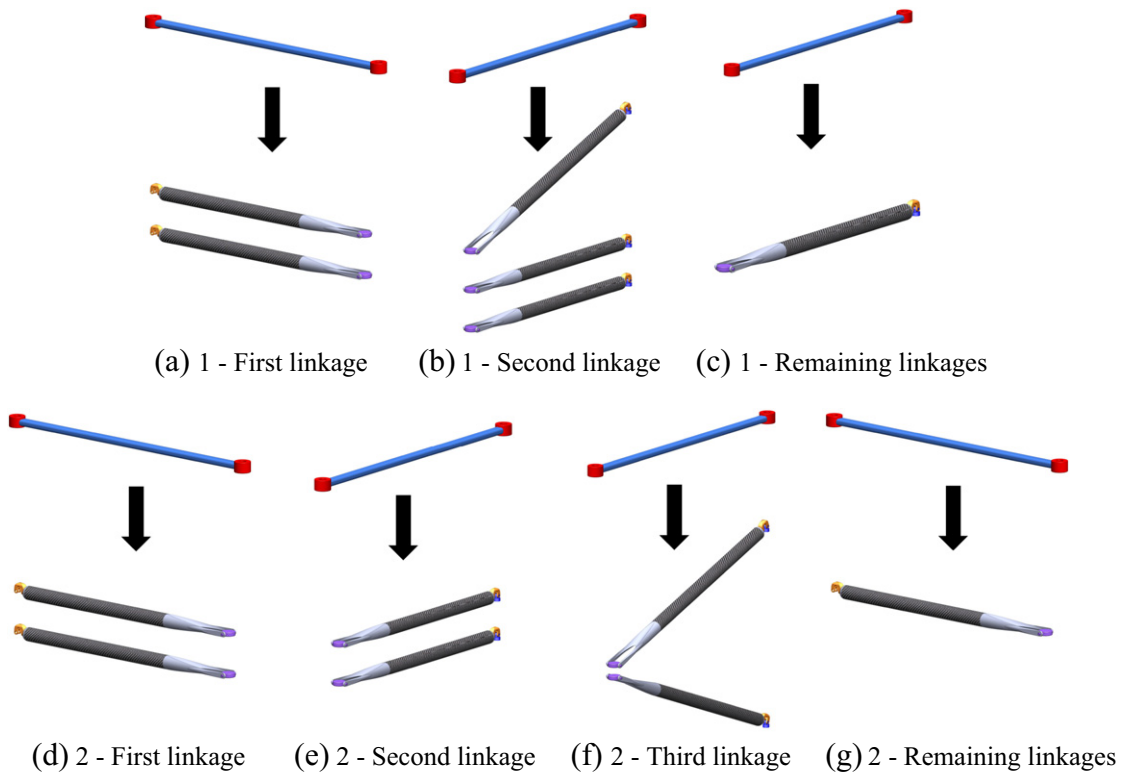 (a) 1 - First linkage
(b) 1 - Second linkage
(c) 1 - Remaining linkages
(d) 2 - First linkage
(e) 2 - Second linkage
(f) 2 - Third linkage
(g) 2 - Remaining linkages